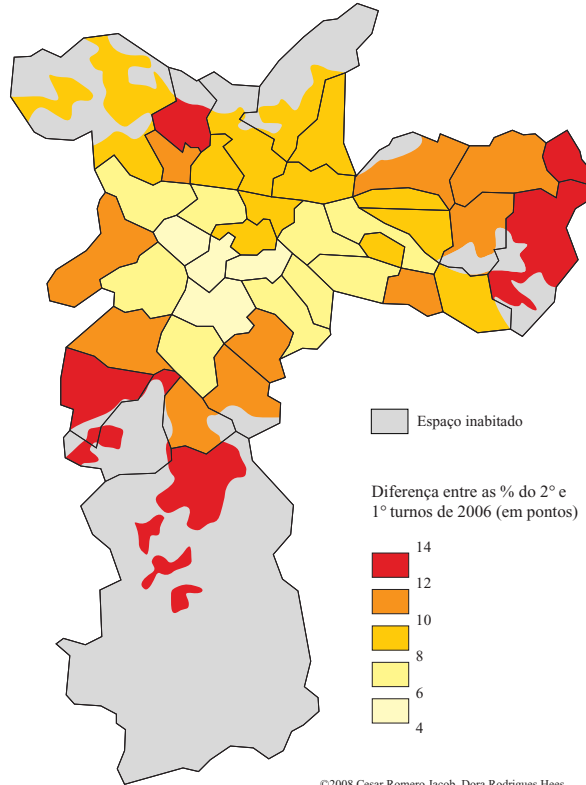 Espaço inabitado
Diferença entre as % do 2° e
1° turnos de 2006 (em pontos)
14
12
10
8
6
4
©2008 Cesar Romero Jacob, Dora Rodrigues Hees